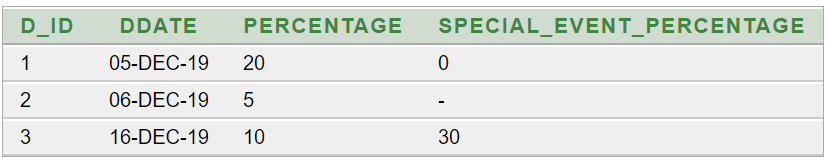 D_ID DDATE PERCENTAGE SPECIAL_EVENT_PERCENTAGE
1 05-DEC-19 20 0
2 06-DEC-19 5 -
3 16-DEC-19 10 30